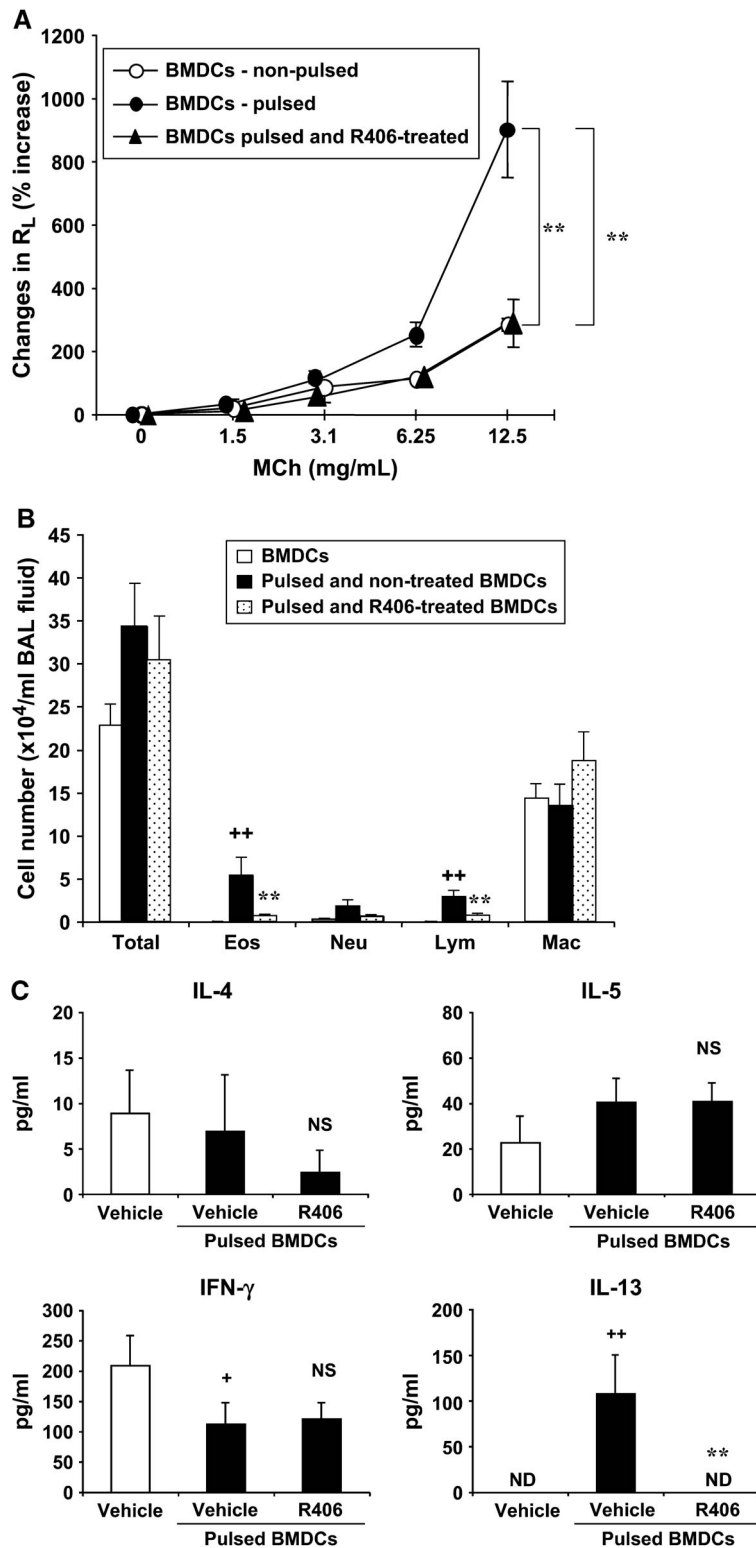 A
Changes in RL (% increase)
1200
1000
800
600
400
200
0
BMDCs - non-pulsed
BMDCs - pulsed
BMDCs pulsed and R406-treated
**
**
0 1.5 3.1 6.25 12.5
MCh (mg/mL)
B
Cell number (x10⁴/ml BAL fluid)
45
40
35
30
25
20
15
10
5
0
BMDCs
Pulsed and non-treated BMDCs
Pulsed and R406-treated BMDCs
++
**
++
**
Total Eos Neu Lym Mac
C
IL-4
pg/ml
20
15
10
5
0
NS
Vehicle Vehicle R406
Pulsed BMDCs
IL-5
pg/ml
80
60
40
20
0
NS
Vehicle Vehicle R406
Pulsed BMDCs
IFN-γ
pg/ml
300
250
200
150
100
50
0
+
NS
Vehicle Vehicle R406
Pulsed BMDCs
IL-13
pg/ml
200
150
100
50
0
++
**
ND ND
Vehicle Vehicle R406
Pulsed BMDCs